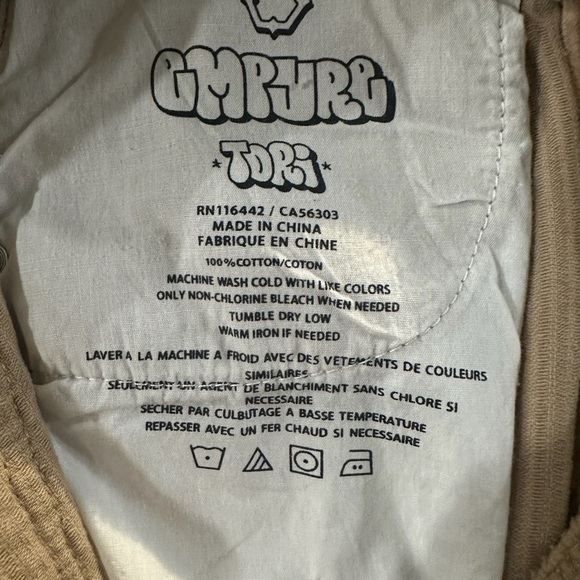 EMPYRE
*TORI*
RN116442 / CA56303
MADE IN CHINA
FABRIQUE EN CHINE
100%COTTON/COTON
MACHINE WASH COLD WITH LIKE COLORS
ONLY NON-CHLORINE BLEACH WHEN NEEDED
TUMBLE DRY LOW
WARM IRON IF NEEDED
LAVER A LA MACHINE A FROID AVEC DES VETEMENTS DE COULEURS
SIMILAIRES
SEULEMENT UN AGENT DE BLANCHIMENT SANS CHLORE SI
NECESSAIRE
SECHER PAR CULBUTAGE A BASSE TEMPERATURE
REPASSER AVEC UN FER CHAUD SI NECESSAIRE